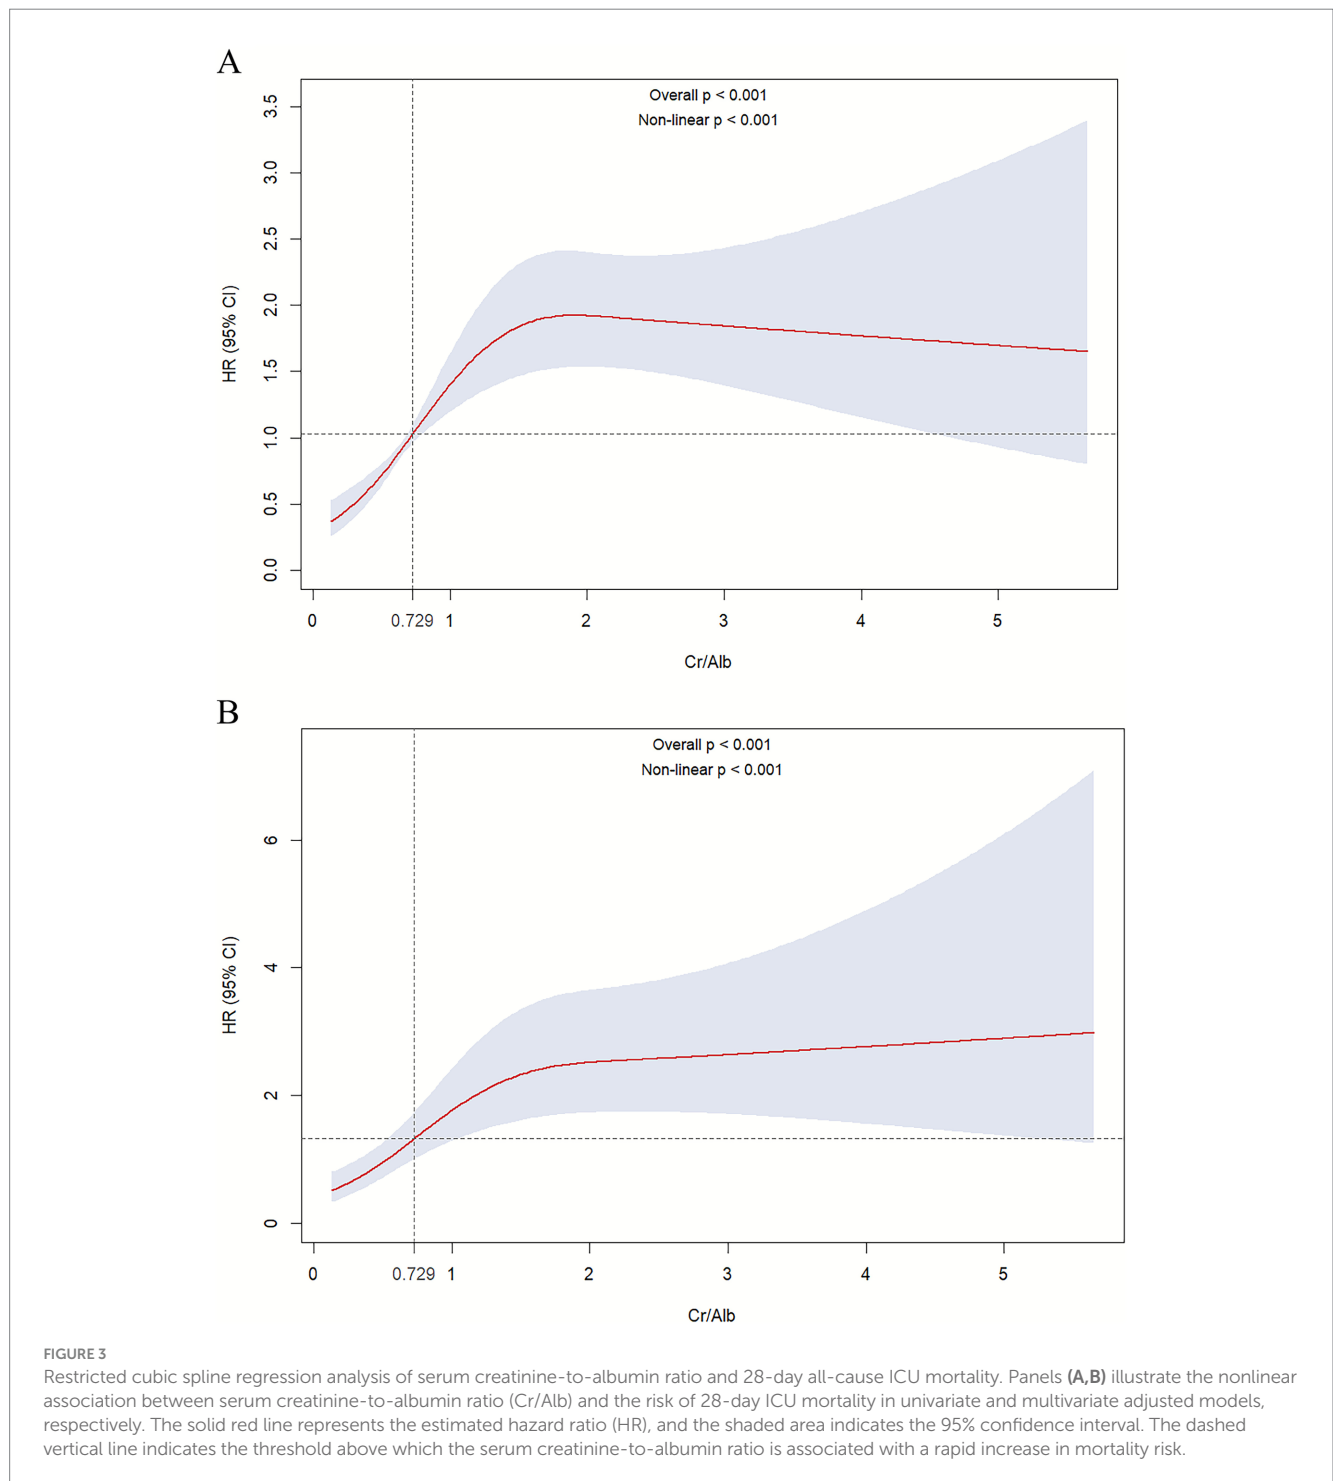 A
Overall p < 0.001
Non-linear p < 0.001
3.5
3.0
2.5
2.0
1.5
1.0
0.5
0.0
HR (95% CI)
0 0.729 1 2 3 4 5
Cr/Alb
B
Overall p < 0.001
Non-linear p < 0.001
6
4
2
0
HR (95% CI)
0 0.729 1 2 3 4 5
Cr/Alb
FIGURE 3
Restricted cubic spline regression analysis of serum creatinine-to-albumin ratio and 28-day all-cause ICU mortality. Panels (A,B) illustrate the nonlinear
association between serum creatinine-to-albumin ratio (Cr/Alb) and the risk of 28-day ICU mortality in univariate and multivariate adjusted models,
respectively. The solid red line represents the estimated hazard ratio (HR), and the shaded area indicates the 95% confidence interval. The dashed
vertical line indicates the threshold above which the serum creatinine-to-albumin ratio is associated with a rapid increase in mortality risk.